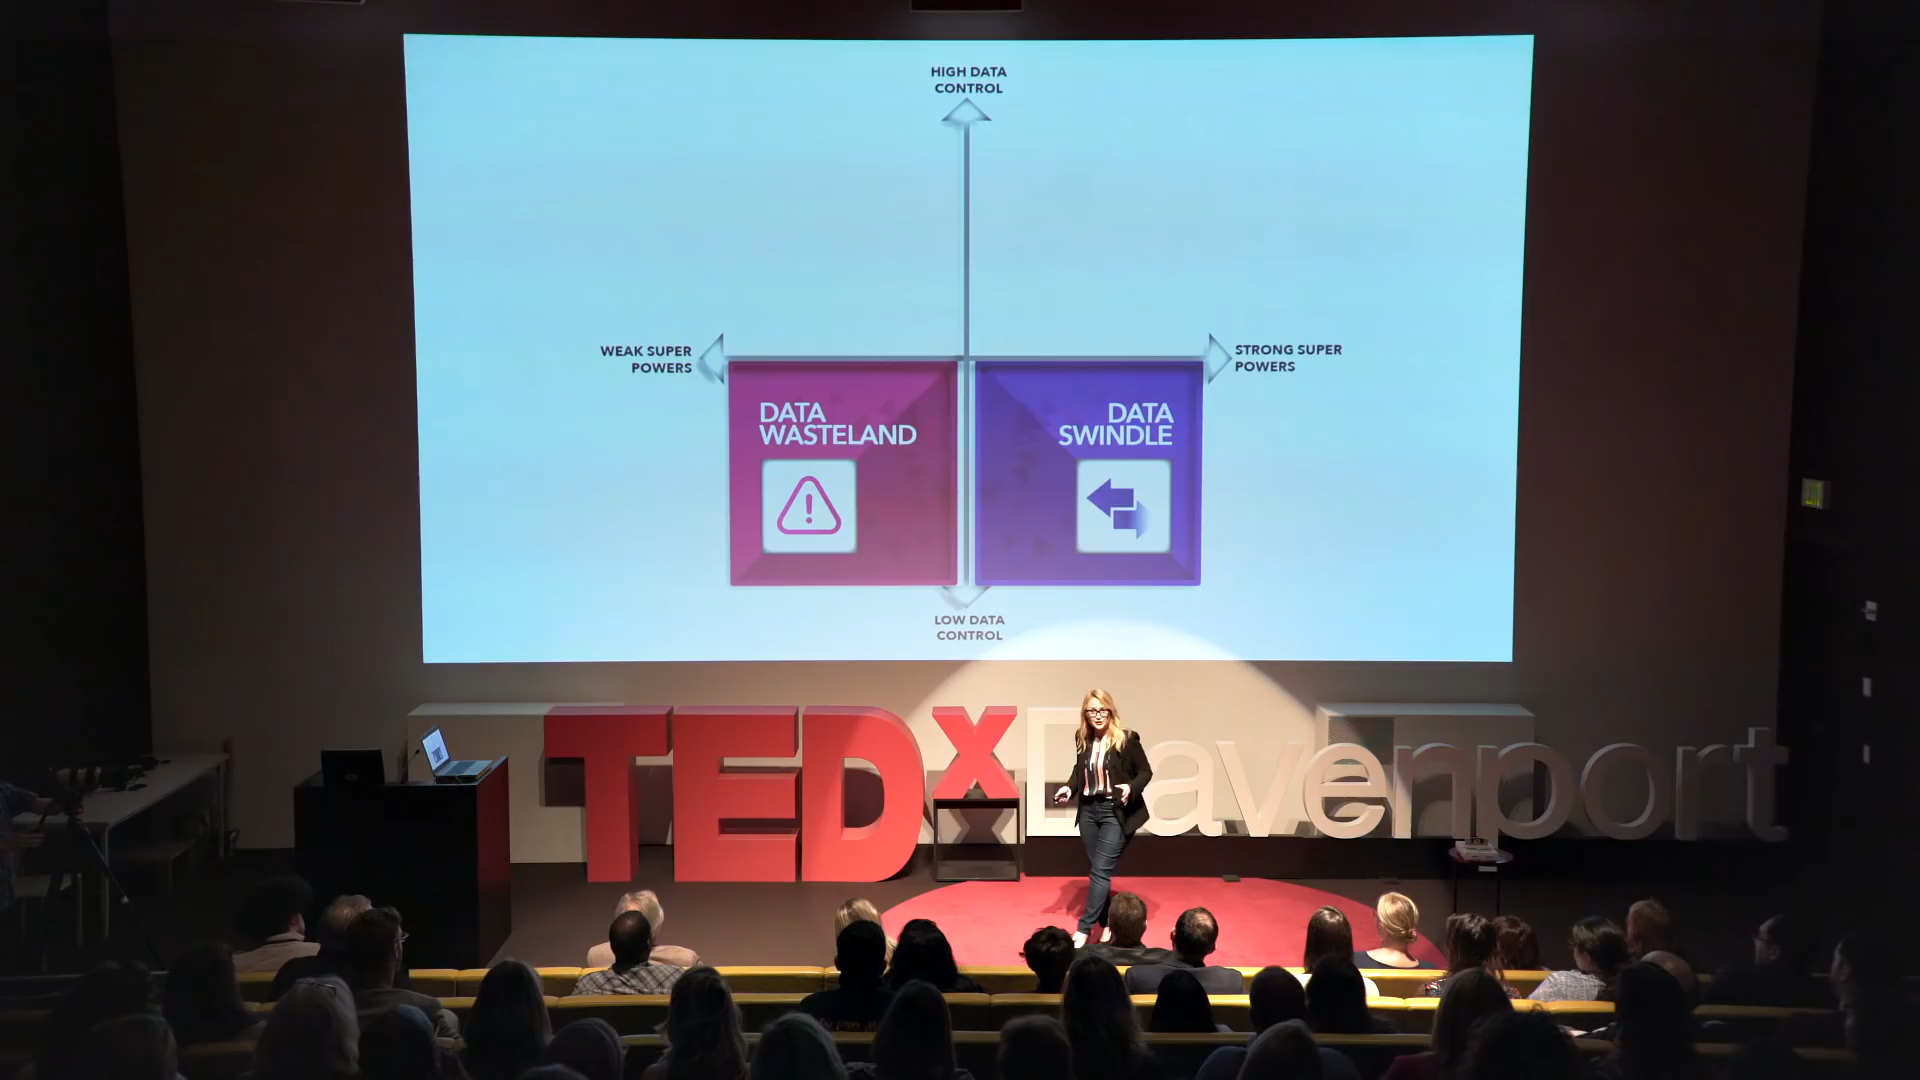 HIGH DATA
CONTROL
WEAK SUPER
POWERS
STRONG SUPER
POWERS
DATA
WASTELAND
DATA
SWINDLE
LOW DATA
CONTROL
TEDxDavenport